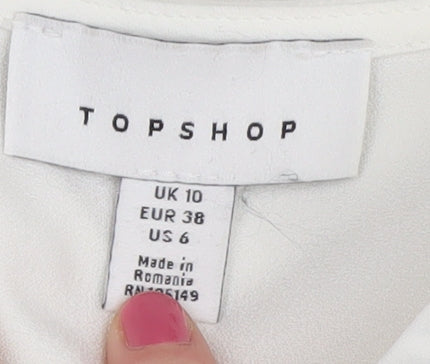 TOPSHOP
UK 10
EUR 38
US 6
Made in
Romania